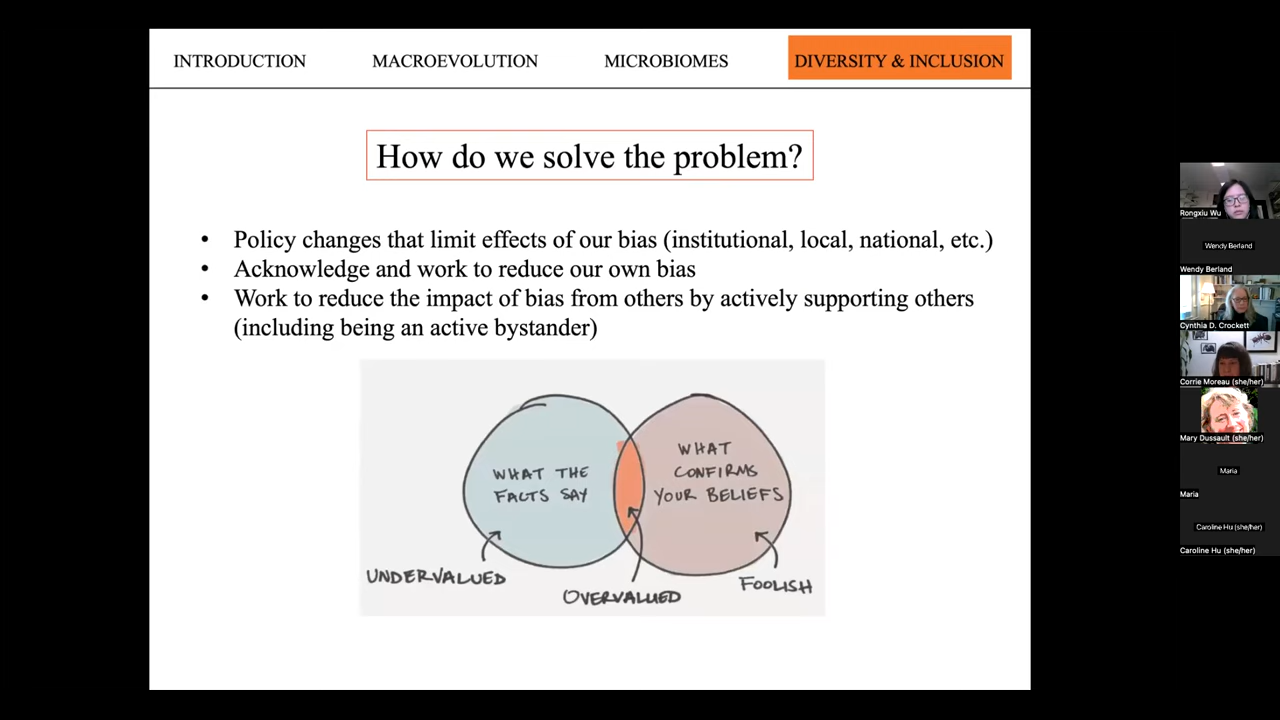 INTRODUCTION
MACROEVOLUTION
MICROBIOMES
DIVERSITY & INCLUSION
How do we solve the problem?
• Policy changes that limit effects of our bias (institutional, local, national, etc.)
• Acknowledge and work to reduce our own bias
• Work to reduce the impact of bias from others by actively supporting others
(including being an active bystander)
WHAT THE
FACTS SAY
WHAT
CONFIRMS
YOUR BELIEFS
UNDERVALUED
OVERVALUED
FOOLISH
Rongxiu Wu
Wendy Berland
Wendy Berland
Cynthia D. Crockett
Corrie Moreau (she/her)
Mary Dussault (she/her)
Maria
Maria
Caroline Hu (she/her)
Caroline Hu (she/her)